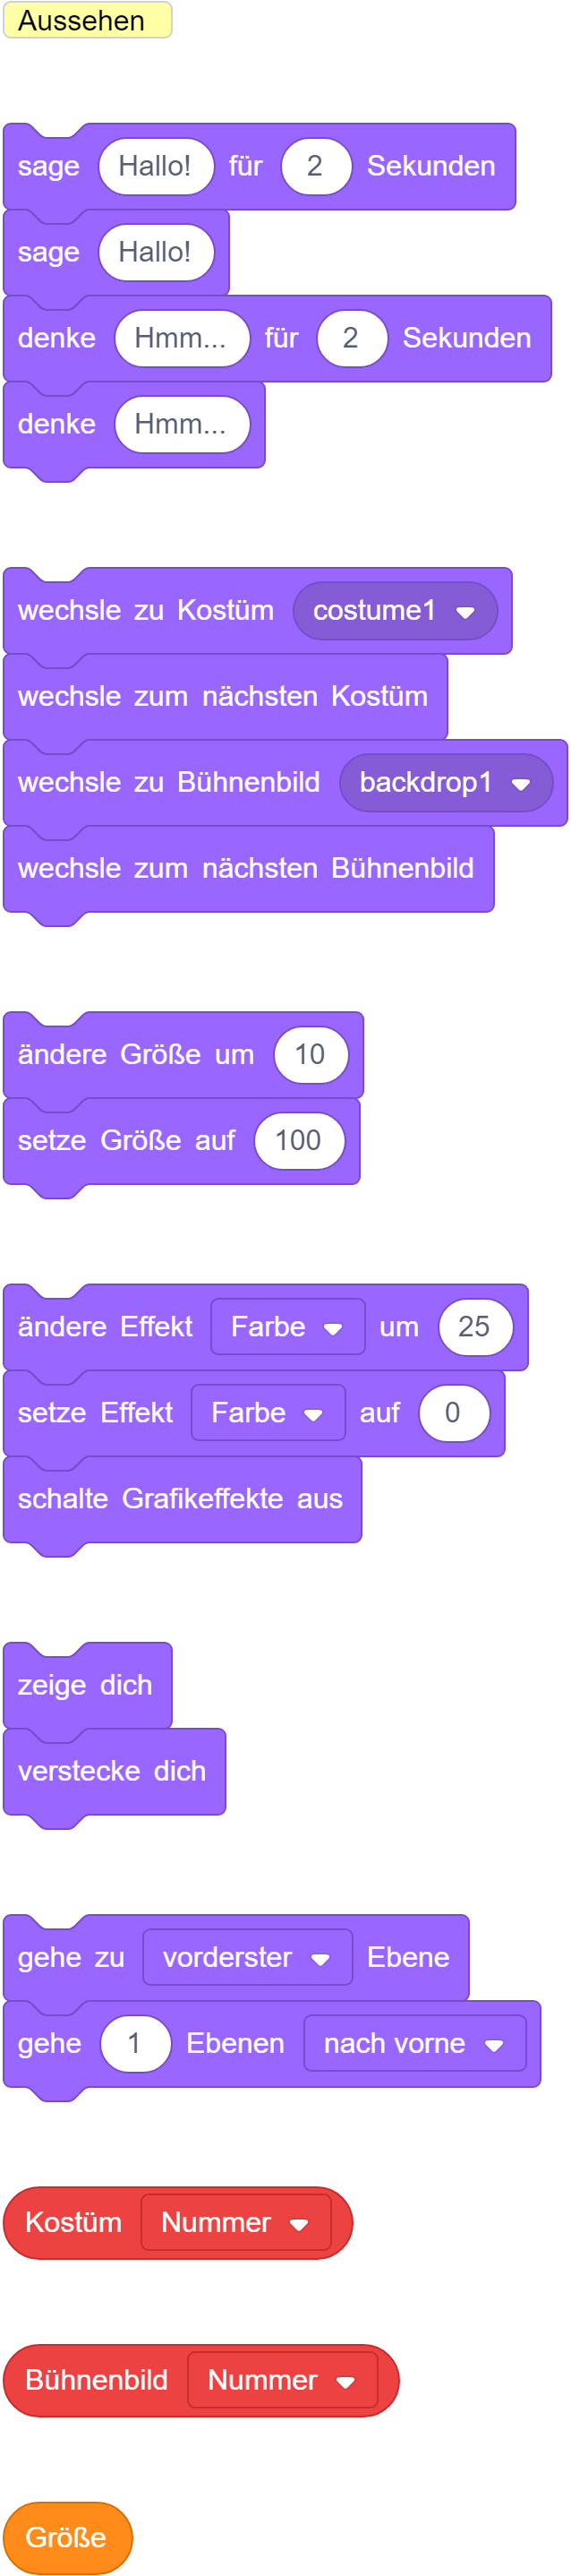 Aussehen
sage Hallo! für 2 Sekunden
sage Hallo!
denke Hmm... für 2 Sekunden
denke Hmm...
wechsle zu Kostüm costume1
wechsle zum nächsten Kostüm
wechsle zu Bühnenbild backdrop1
wechsle zum nächsten Bühnenbild
ändere Größe um 10
setze Größe auf 100
ändere Effekt Farbe um 25
setze Effekt Farbe auf 0
schalte Grafikeffekte aus
zeige dich
verstecke dich
gehe zu vorderster Ebene
gehe 1 Ebenen nach vorne
Kostüm Nummer
Bühnenbild Nummer
Größe